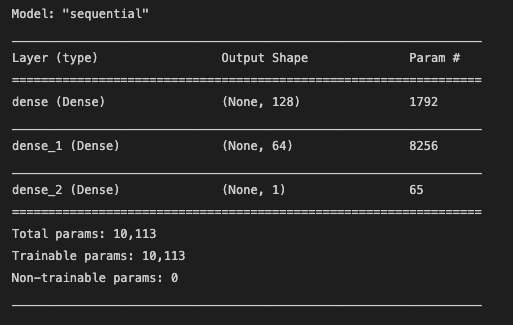 Model: "sequential"
_________________________________________________________________
Layer (type)                 Output Shape              Param #
=================================================================
dense (Dense)                (None, 128)               1792
_________________________________________________________________
dense_1 (Dense)              (None, 64)                8256
_________________________________________________________________
dense_2 (Dense)              (None, 1)                 65
=================================================================
Total params: 10,113
Trainable params: 10,113
Non-trainable params: 0
_________________________________________________________________